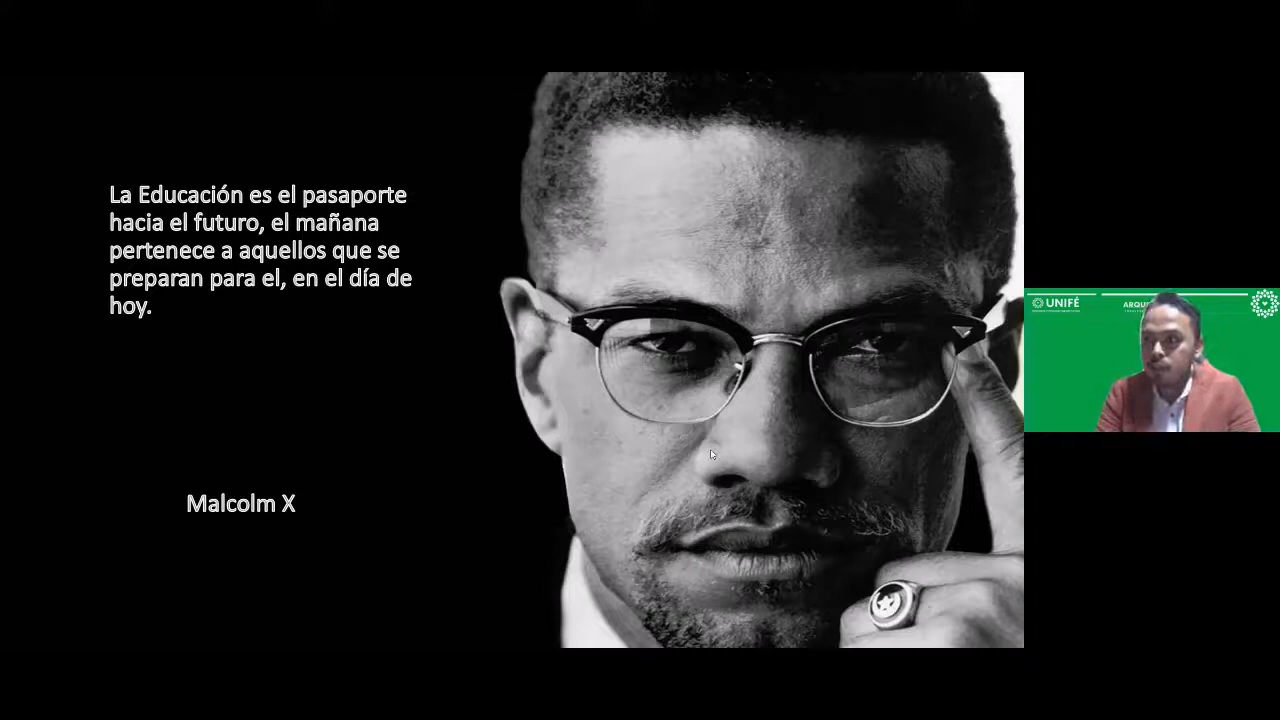 La Educación es el pasaporte
hacia el futuro, el mañana
pertenece a aquellos que se
preparan para el, en el día de
hoy.
Malcolm X
UNIFÉ
ARQU